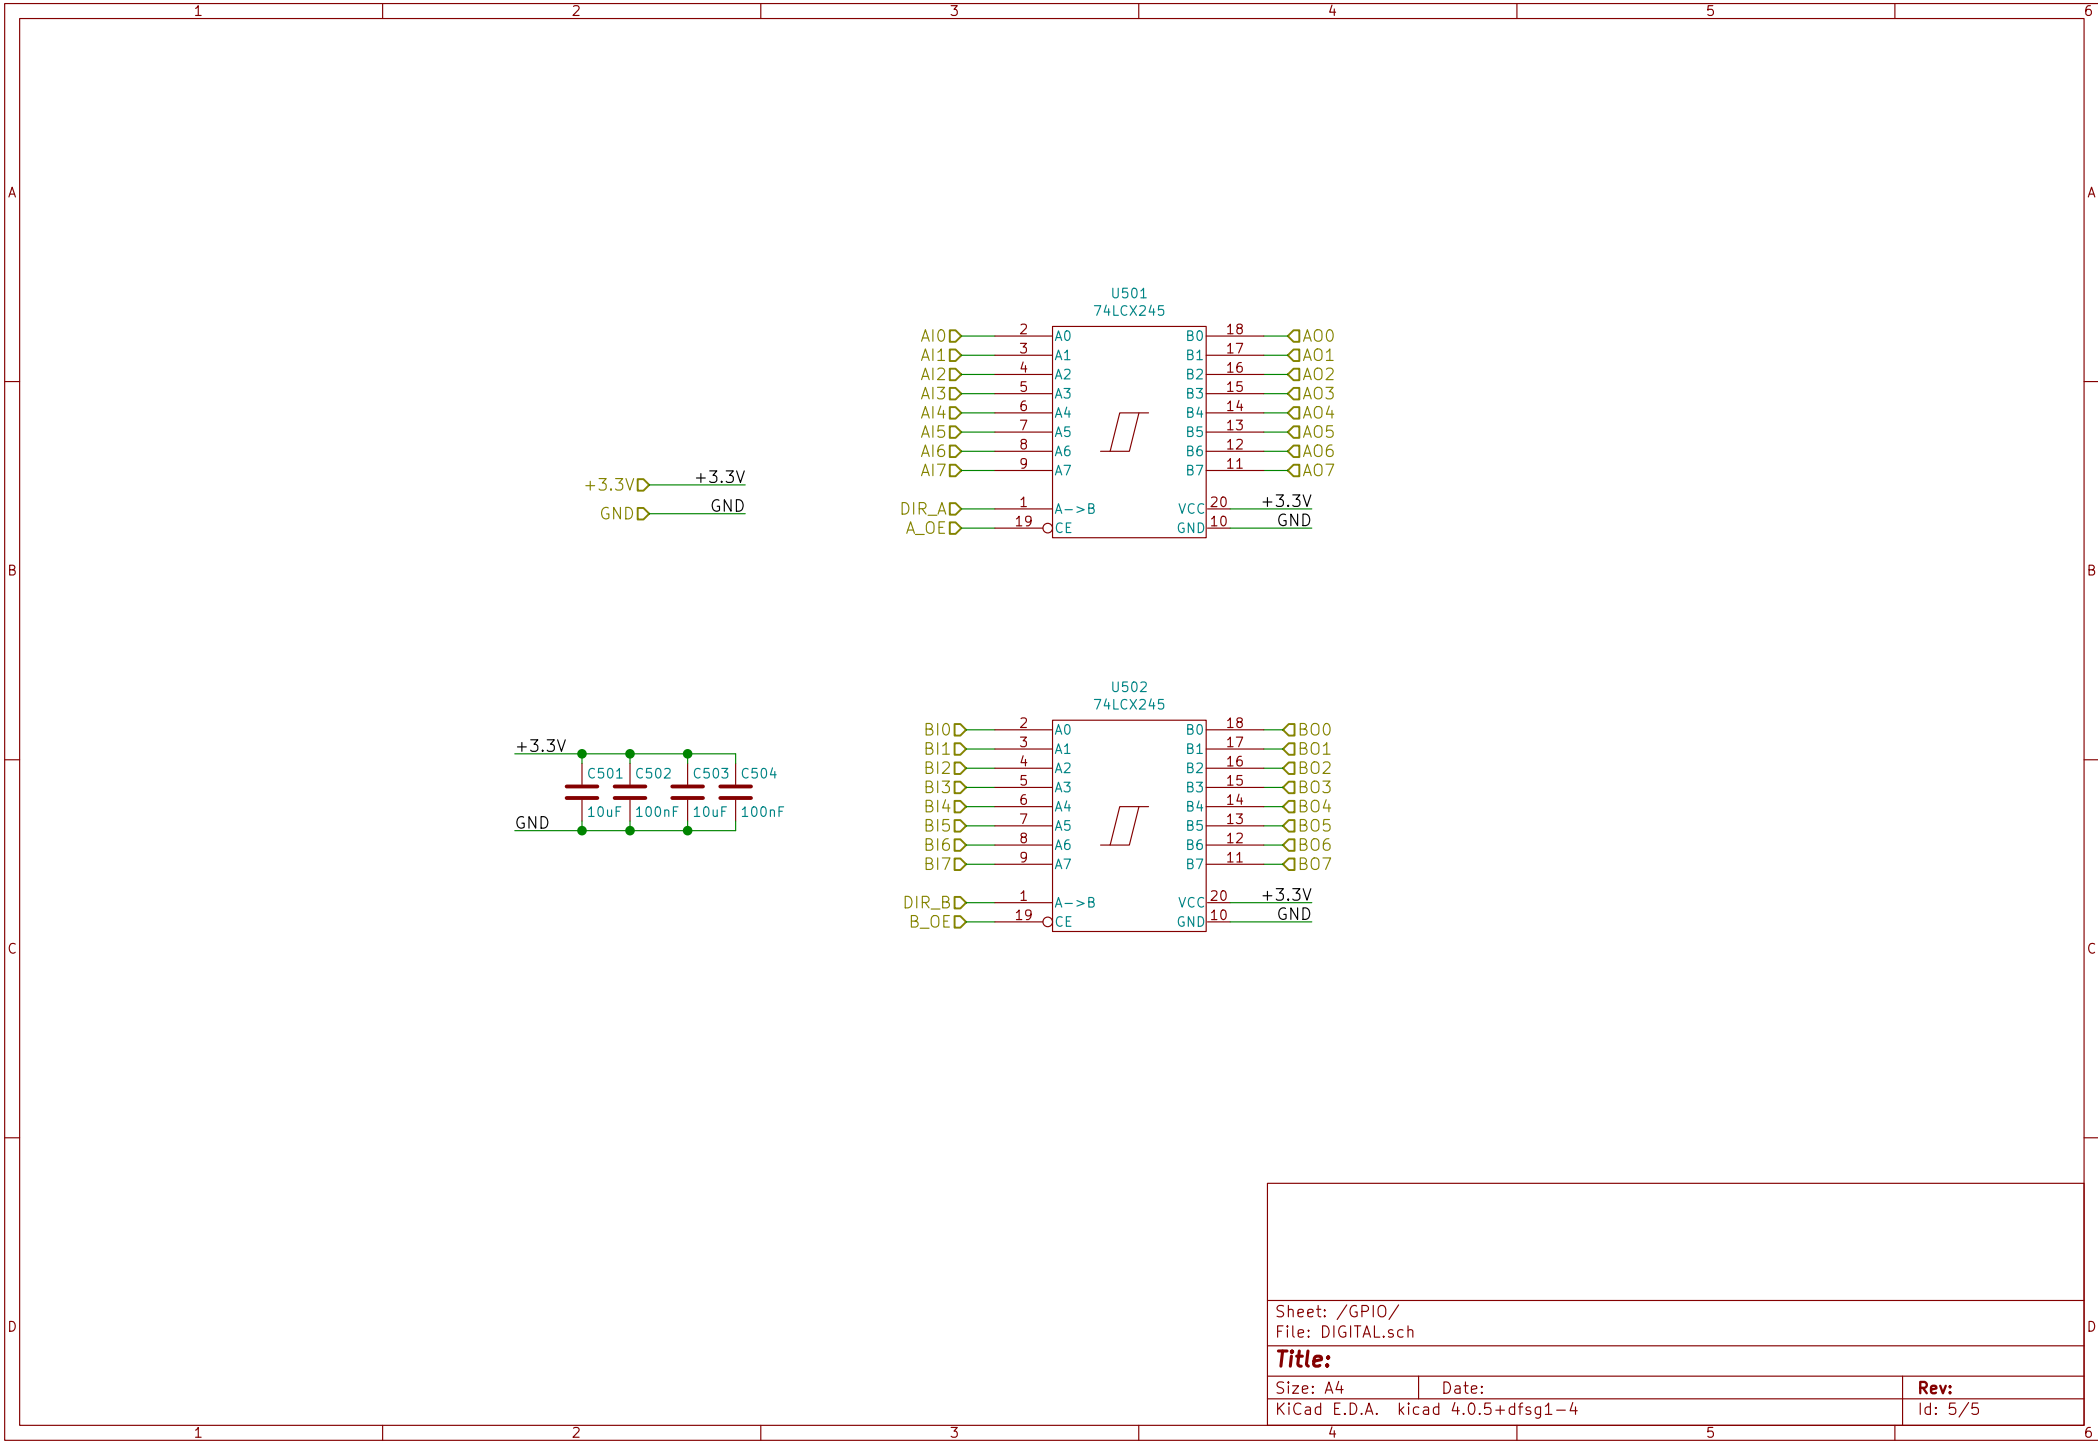 1 2 3 4 5 6
A A
U501
74LCX245
AI0 2 A0 B0 18 AO0
AI1 3 A1 B1 17 AO1
AI2 4 A2 B2 16 AO2
AI3 5 A3 B3 15 AO3
AI4 6 A4 B4 14 AO4
AI5 7 A5 B5 13 AO5
AI6 8 A6 B6 12 AO6
AI7 9 A7 B7 11 AO7
+3.3V +3.3V
GND GND
DIR_A 1 A->B VCC 20 +3.3V
A_OE 19 CE GND 10 GND
B B
U502
74LCX245
BI0 2 A0 B0 18 BO0
BI1 3 A1 B1 17 BO1
BI2 4 A2 B2 16 BO2
BI3 5 A3 B3 15 BO3
BI4 6 A4 B4 14 BO4
BI5 7 A5 B5 13 BO5
BI6 8 A6 B6 12 BO6
BI7 9 A7 B7 11 BO7
+3.3V
C501 C502 C503 C504
10uF 100nF 10uF 100nF
GND
DIR_B 1 A->B VCC 20 +3.3V
B_OE 19 CE GND 10 GND
C C
Sheet: /GPIO/
File: DIGITAL.sch
D D
Title:
Size: A4 Date: Rev:
KiCad E.D.A. kicad 4.0.5+dfsg1-4 Id: 5/5
1 2 3 4 5 6